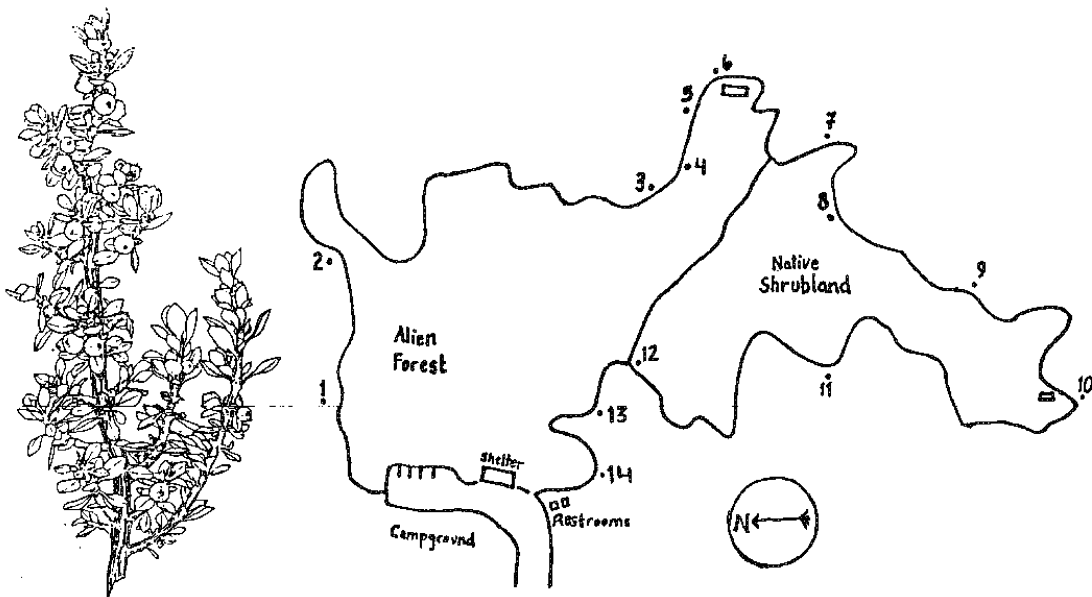 6
5
7
4
3
8
2
Native
Shrubland
9
Alien
Forest
12
1
11
10
13
shelter
14
Restrooms
Campground
N